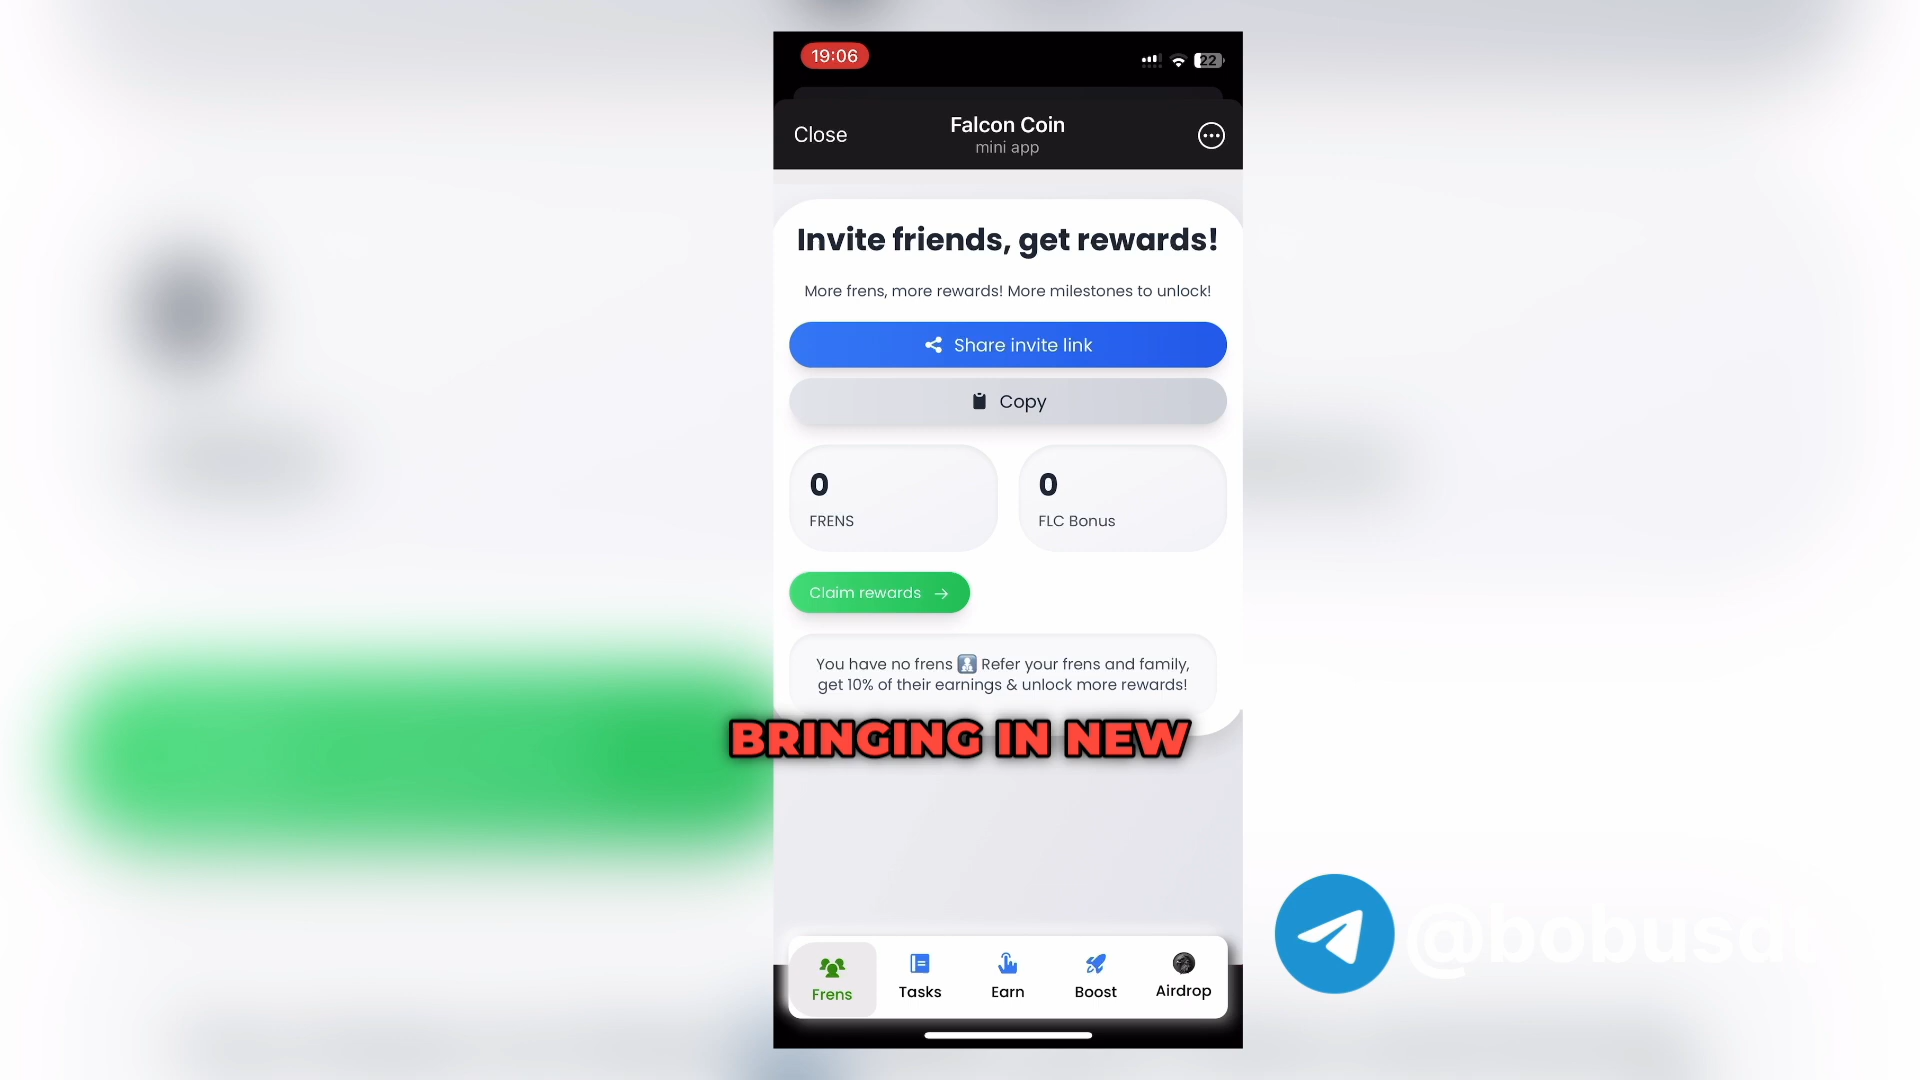 19:06
22
Close
Falcon Coin
mini app
Invite friends, get rewards!
More frens, more rewards! More milestones to unlock!
Share invite link
Copy
0
FRENS
0
FLC Bonus
Claim rewards →
You have no frens Refer your frens and family,
get 10% of their earnings & unlock more rewards!
BRINGING IN NEW
Frens
Tasks
Earn
Boost
Airdrop